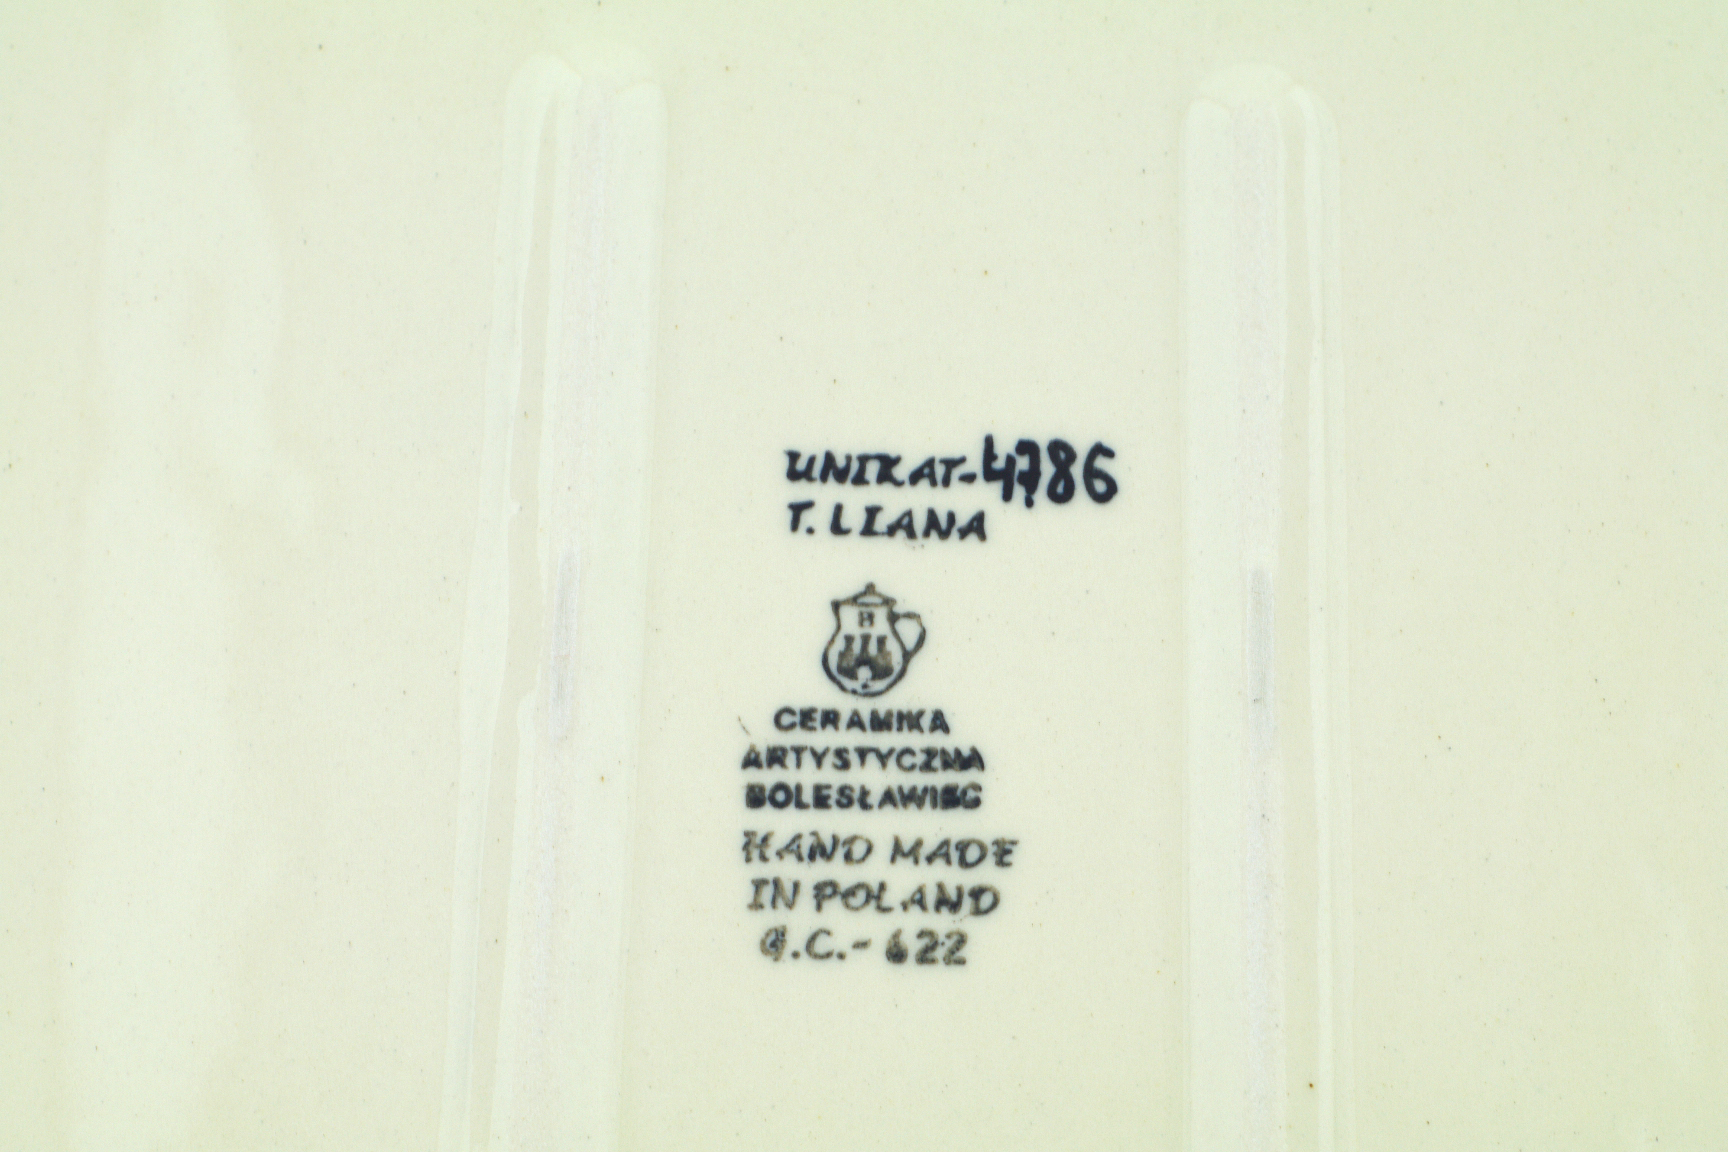 UNIKAT-4786
T. LIANA
B
CERAMIKA
ARTYSTYCZNA
BOLESŁAWIEC
HAND MADE
IN POLAND
G.C.- 622